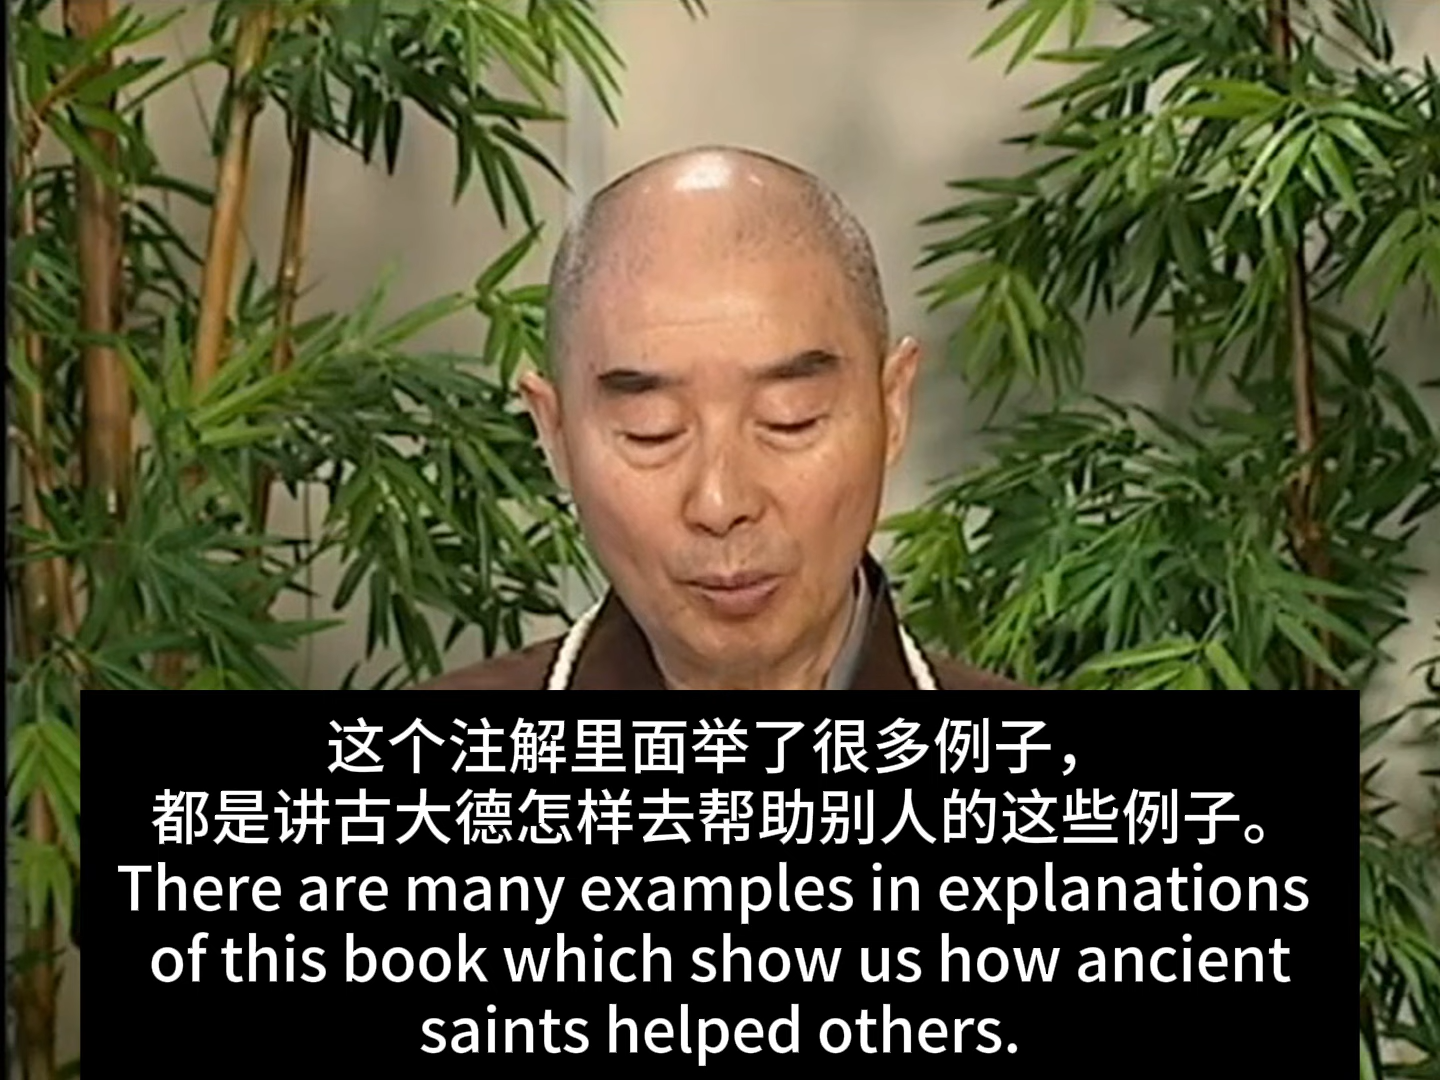 这个注解里面举了很多例子，
都是讲古大德怎样去帮助别人的这些例子。
There are many examples in explanations
of this book which show us how ancient
saints helped others.